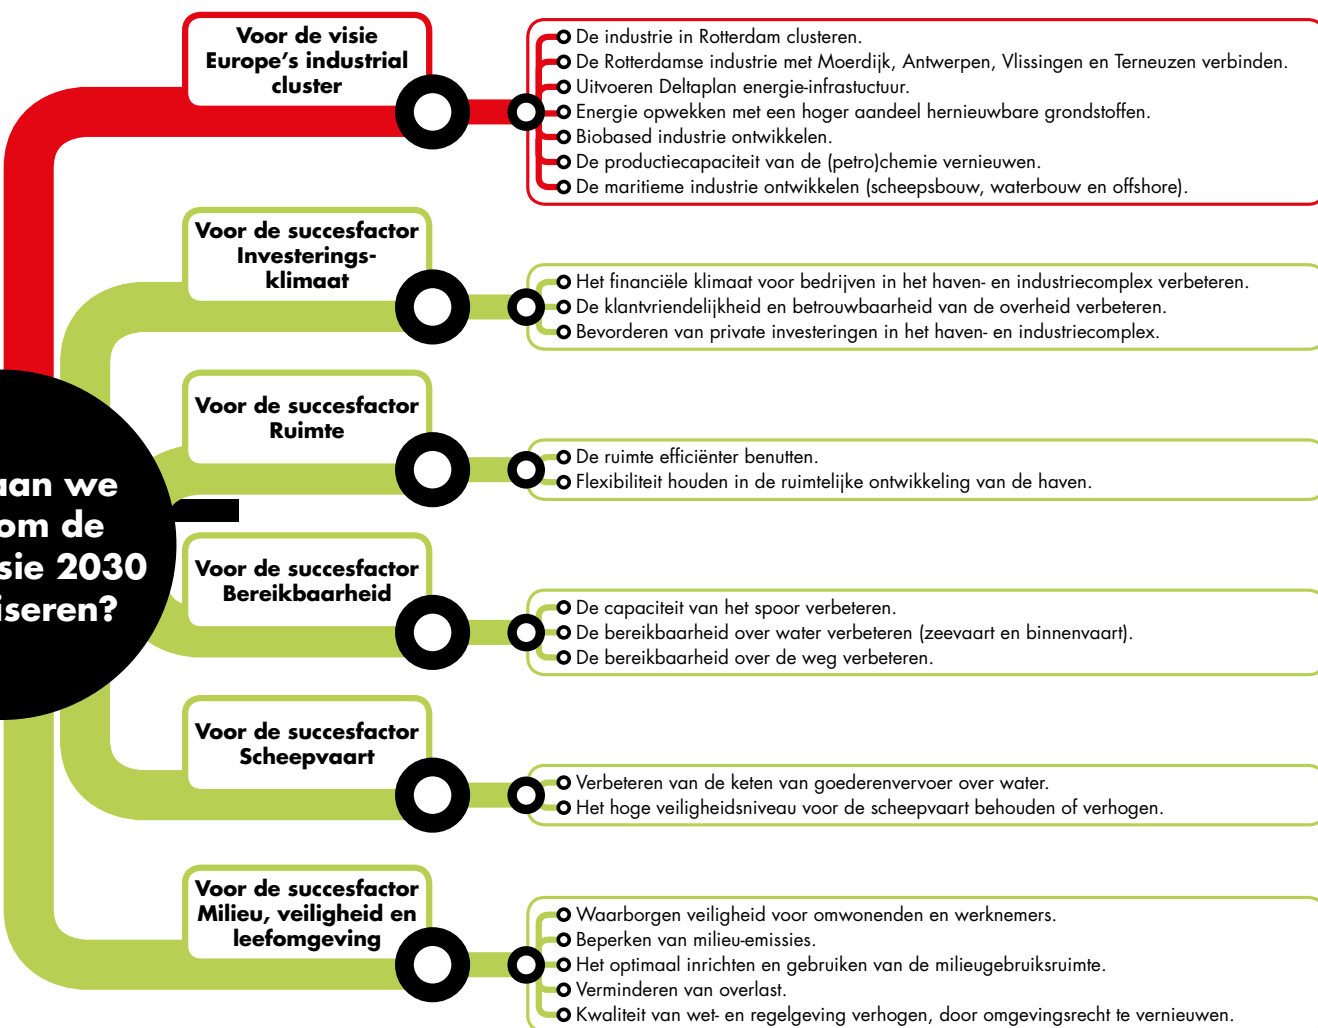 Voor de visie
Europe's industrial
cluster
De industrie in Rotterdam clusteren.
De Rotterdamse industrie met Moerdijk, Antwerpen, Vlissingen en Terneuzen verbinden.
Uitvoeren Deltaplan energie-infrastuctuur.
Energie opwekken met een hoger aandeel hernieuwbare grondstoffen.
Biobased industrie ontwikkelen.
De productiecapaciteit van de (petro)chemie vernieuwen.
De maritieme industrie ontwikkelen (scheepsbouw, waterbouw en offshore).
Voor de succesfactor
Investerings-
klimaat
Het financiële klimaat voor bedrijven in het haven- en industriecomplex verbeteren.
De klantvriendelijkheid en betrouwbaarheid van de overheid verbeteren.
Bevorderen van private investeringen in het haven- en industriecomplex.
Voor de succesfactor
Ruimte
De ruimte efficiënter benutten.
Flexibiliteit houden in de ruimtelijke ontwikkeling van de haven.
aan we
om de
sie 2030
iseren?
Voor de succesfactor
Bereikbaarheid
De capaciteit van het spoor verbeteren.
De bereikbaarheid over water verbeteren (zeevaart en binnenvaart).
De bereikbaarheid over de weg verbeteren.
Voor de succesfactor
Scheepvaart
Verbeteren van de keten van goederenvervoer over water.
Het hoge veiligheidsniveau voor de scheepvaart behouden of verhogen.
Voor de succesfactor
Milieu, veiligheid en
leefomgeving
Waarborgen veiligheid voor omwonenden en werknemers.
Beperken van milieu-emissies.
Het optimaal inrichten en gebruiken van de milieugebruiksruimte.
Verminderen van overlast.
Kwaliteit van wet- en regelgeving verhogen, door omgevingsrecht te vernieuwen.